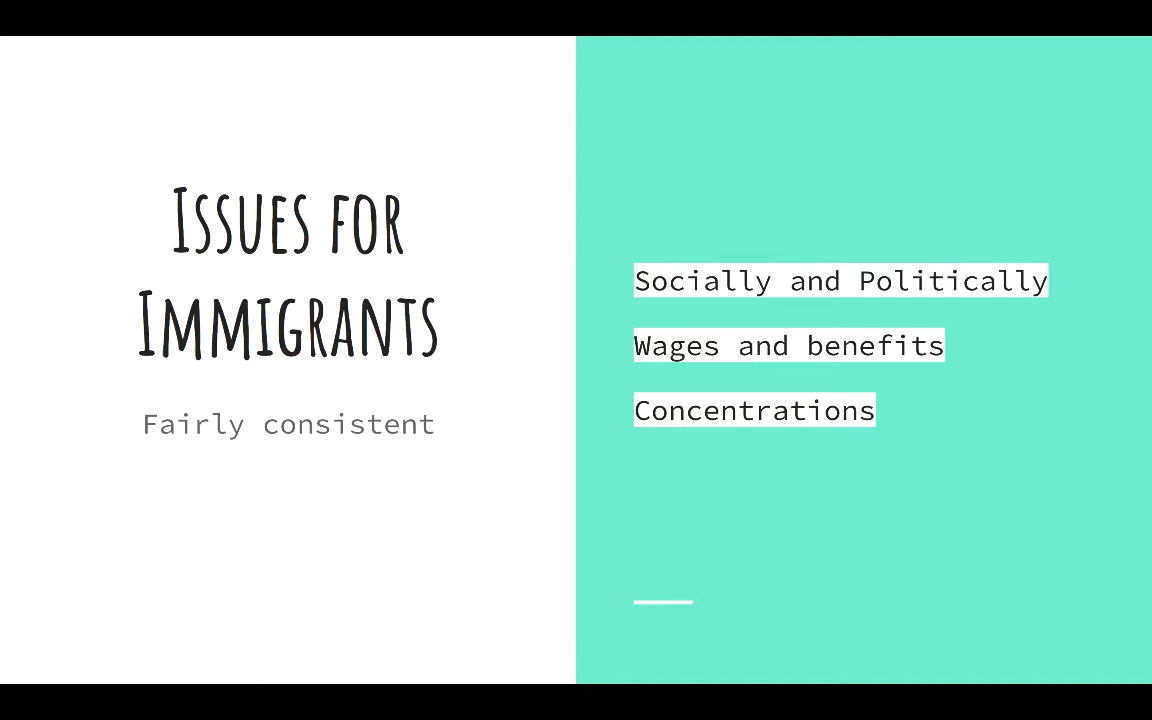 Issues for
Immigrants
Fairly consistent
Socially and Politically
Wages and benefits
Concentrations